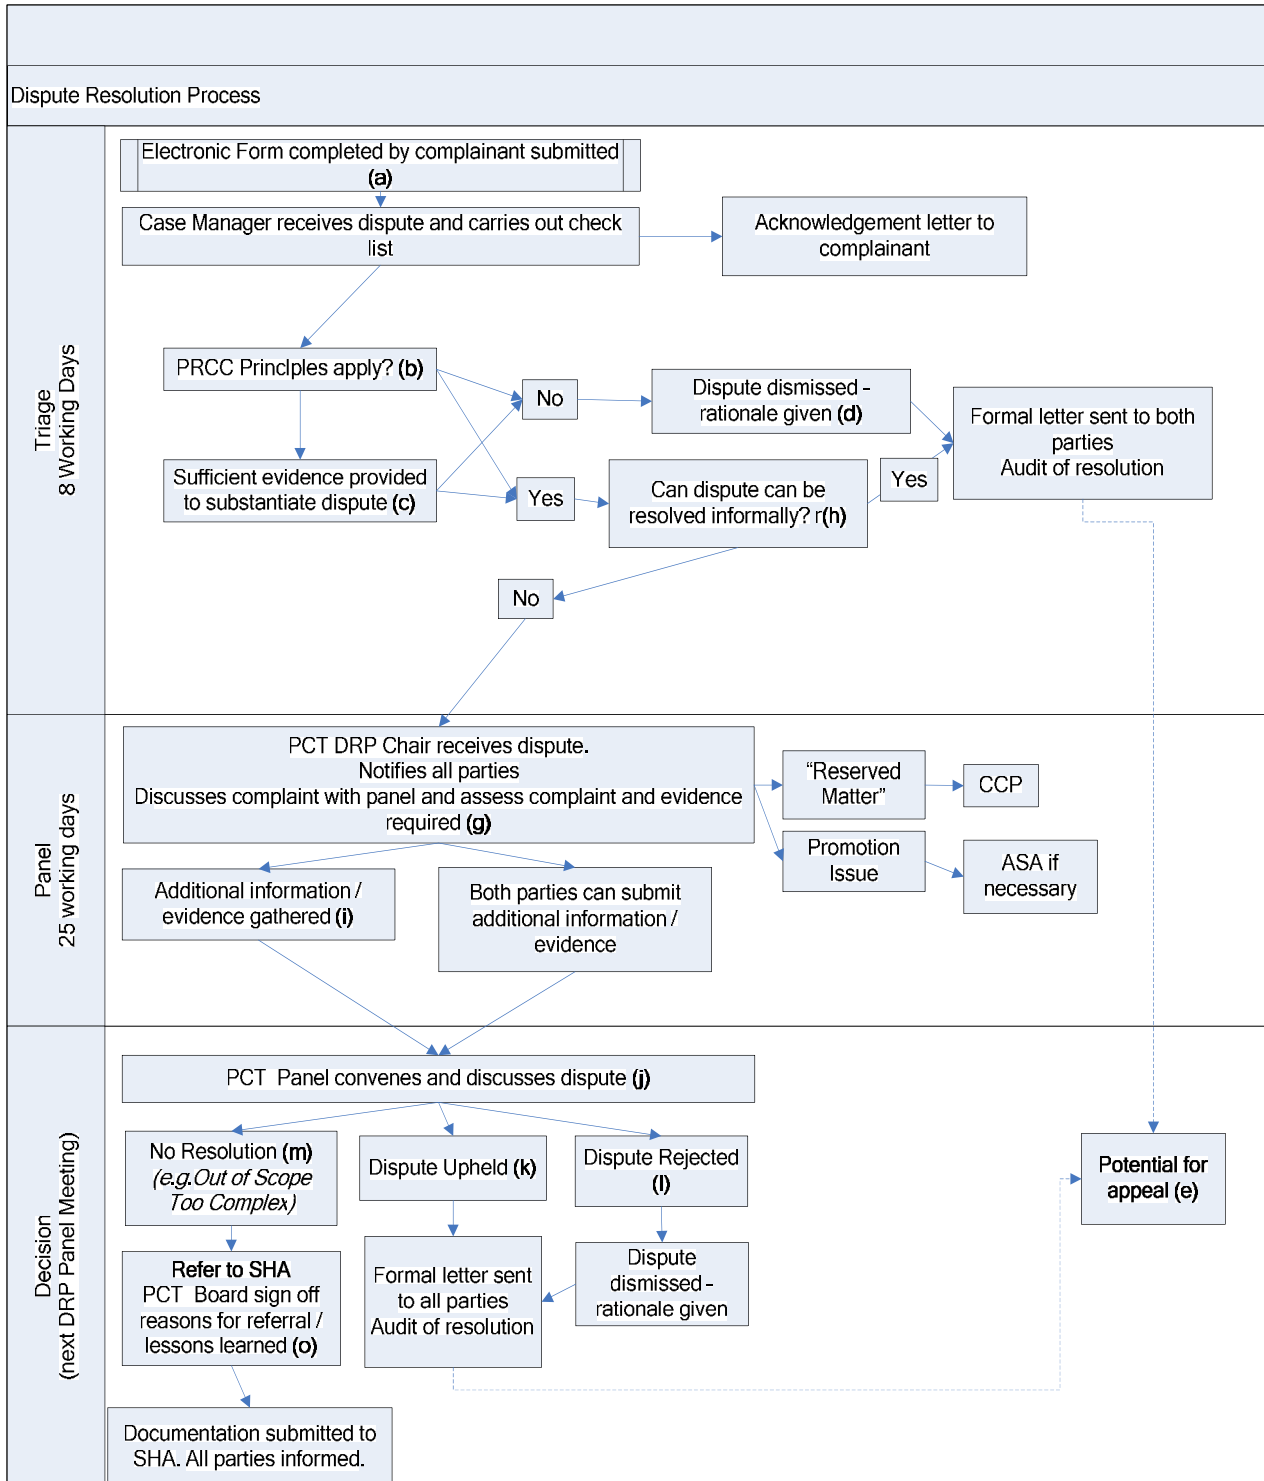 Dispute Resolution Process
Triage
8 Working Days
Electronic Form completed by complainant submitted
(a)
Case Manager receives dispute and carries out check
list
Acknowledgement letter to
complainant
PRCC Principles apply? (b)
No
Dispute dismissed -
rationale given (d)
Formal letter sent to both
parties
Audit of resolution
Sufficient evidence provided
to substantiate dispute (c)
Yes
Can dispute can be
resolved informally? r(h)
Yes
No
Panel
25 working days
PCT DRP Chair receives dispute.
Notifies all parties
Discusses complaint with panel and assess complaint and evidence
required (g)
"Reserved
Matter"
CCP
Promotion
Issue
ASA if
necessary
Additional information /
evidence gathered (i)
Both parties can submit
additional information /
evidence
Decision
(next DRP Panel Meeting)
PCT Panel convenes and discusses dispute (j)
No Resolution (m)
(e.g.Out of Scope
Too Complex)
Dispute Upheld (k)
Dispute Rejected
(l)
Potential for
appeal (e)
Refer to SHA
PCT Board sign off
reasons for referral /
lessons learned (o)
Formal letter sent
to all parties
Audit of resolution
Dispute
dismissed -
rationale given
Documentation submitted to
SHA. All parties informed.